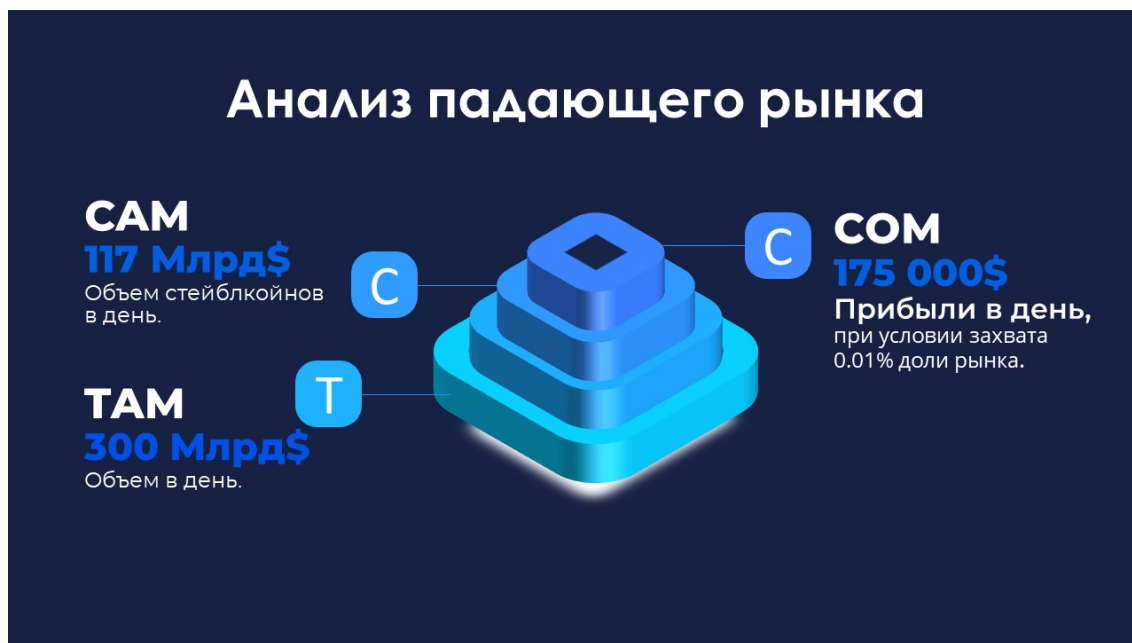 Анализ падающего рынка
САМ
117 Млрд$
Объем стейблкойнов
в день.
С
ТАМ
300 Млрд$
Объем в день.
Т
С
СОМ
175 000$
Прибыли в день,
при условии захвата
0.01% доли рынка.